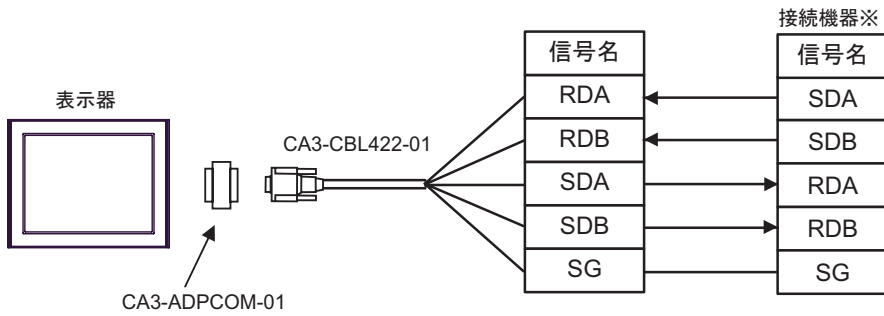 接続機器※
信号名
信号名
表示器
RDA
SDA
CA3-CBL422-01
RDB
SDB
SDA
RDA
SDB
RDB
SG
SG
CA3-ADPCOM-01